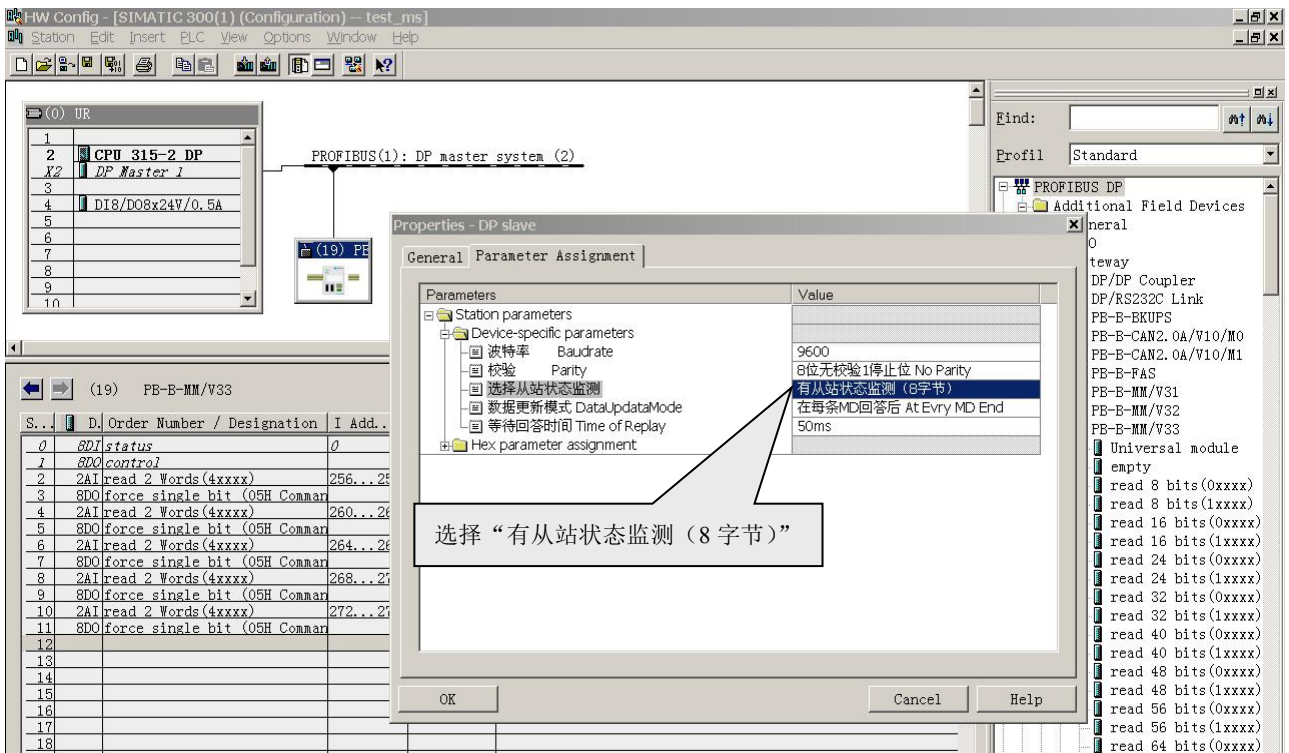 HW Config - [SIMATIC 300(1) (Configuration) -- test_ms]
Station Edit Insert PLC View Options Window Help
(0) UR
1
2 CPU 315-2 DP
X2 DP Master 1
3
4 DI8/DO8x24V/0.5A
5
6
7
8
9
10
PROFIBUS(1): DP master system (2)
(19) PB
(19) PB-B-MM/V33
S... D. Order Number / Designation I Add..
0 8DI status 0
1 8DO control
2 2AI read 2 Words(4xxxx) 256...25
3 8DO force single bit (05H Comman
4 2AI read 2 Words(4xxxx) 260...26
5 8DO force single bit (05H Comman
6 2AI read 2 Words(4xxxx) 264...26
7 8DO force single bit (05H Comman
8 2AI read 2 Words(4xxxx) 268...27
9 8DO force single bit (05H Comman
10 2AI read 2 Words(4xxxx) 272...27
11 8DO force single bit (05H Comman
12
13
14
15
16
17
18
Properties - DP slave
General Parameter Assignment
Parameters Value
Station parameters
Device-specific parameters
波特率 Baudrate 9600
校验 Parity 8位无校验1停止位 No Parity
选择从站状态监测 有从站状态监测（8字节）
数据更新模式 DataUpdataMode 在每条MD回答后 At Evry MD End
等待回答时间 Time of Replay 50ms
Hex parameter assignment
选择“有从站状态监测（8 字节）”
OK Cancel Help
Find:
Profil Standard
PROFIBUS DP
Additional Field Devices
neral
O
teway
DP/DP Coupler
DP/RS232C Link
PB-B-BKUPS
PB-B-CAN2.0A/V10/M0
PB-B-CAN2.0A/V10/M1
PB-B-FAS
PB-B-MM/V31
PB-B-MM/V32
PB-B-MM/V33
Universal module
empty
read 8 bits(0xxxx)
read 8 bits(1xxxx)
read 16 bits(0xxxx)
read 16 bits(1xxxx)
read 24 bits(0xxxx)
read 24 bits(1xxxx)
read 32 bits(0xxxx)
read 32 bits(1xxxx)
read 40 bits(0xxxx)
read 40 bits(1xxxx)
read 48 bits(0xxxx)
read 48 bits(1xxxx)
read 56 bits(0xxxx)
read 56 bits(1xxxx)
read 64 bits(0xxxx)